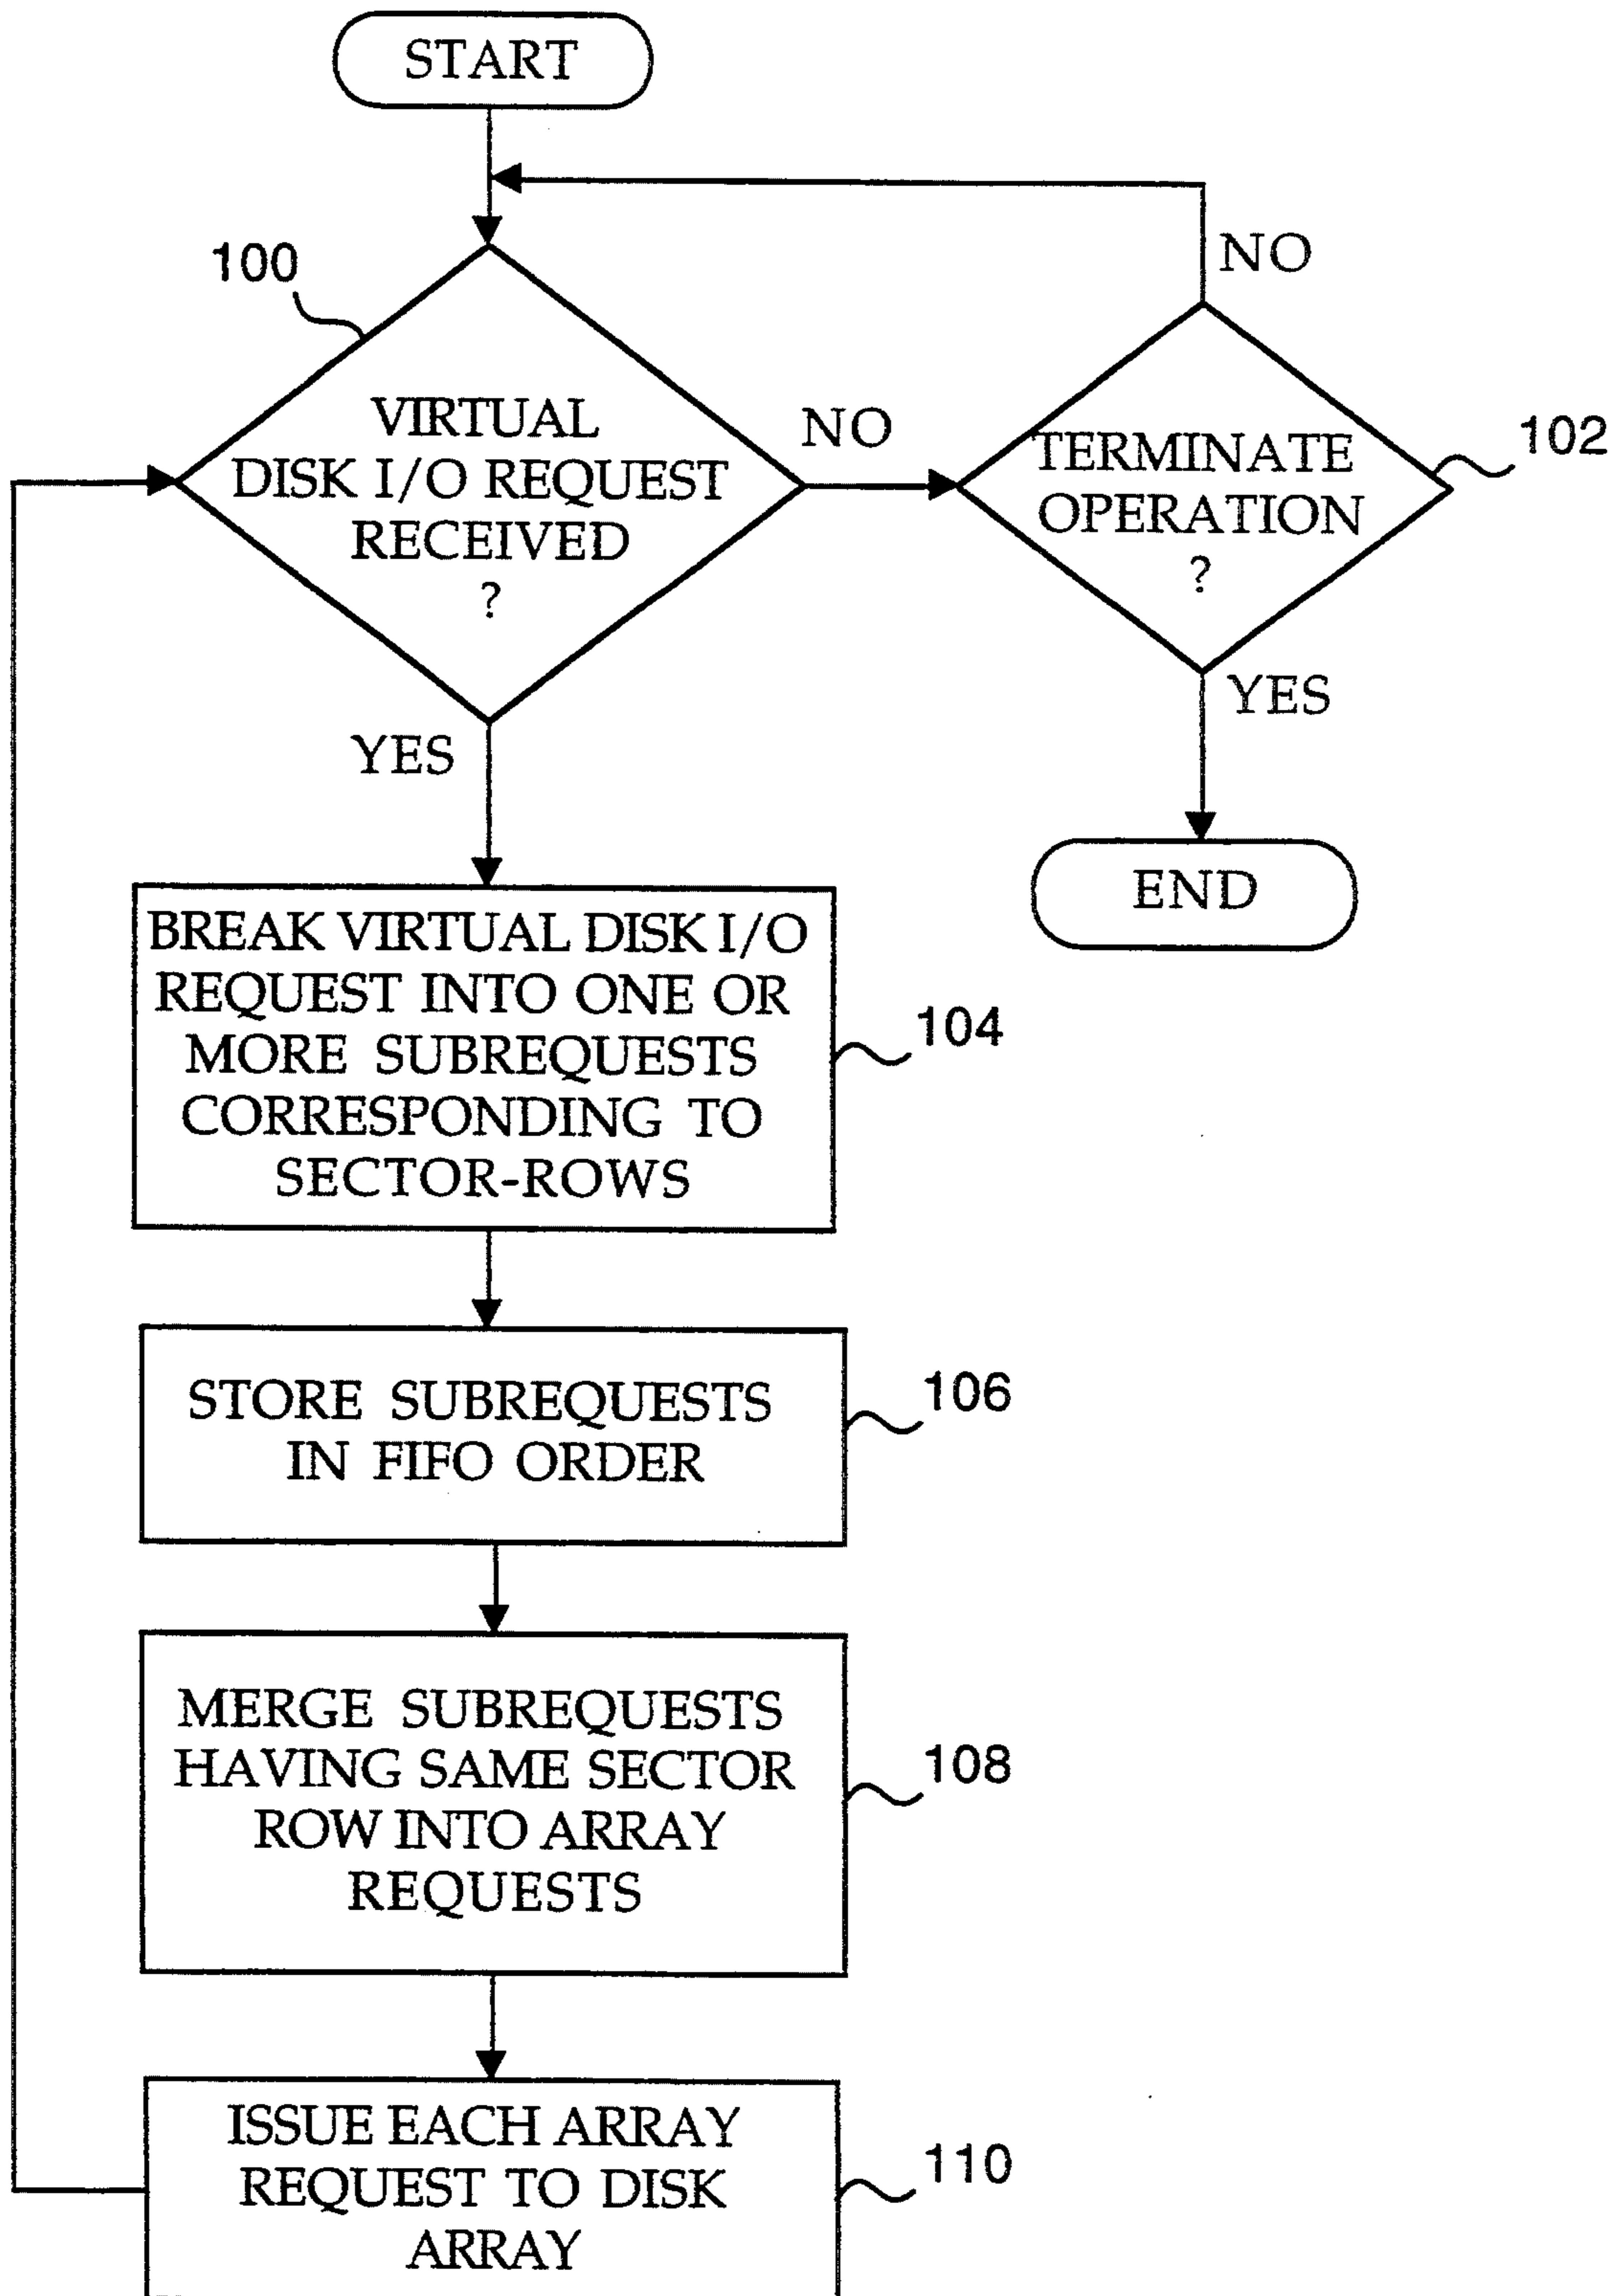 START
100
NO
VIRTUAL
DISK I/O REQUEST
RECEIVED
?
NO
TERMINATE
OPERATION
?
102
YES
YES
END
BREAK VIRTUAL DISK I/O
REQUEST INTO ONE OR
MORE SUBREQUESTS
CORRESPONDING TO
SECTOR-ROWS
104
STORE SUBREQUESTS
IN FIFO ORDER
106
MERGE SUBREQUESTS
HAVING SAME SECTOR
ROW INTO ARRAY
REQUESTS
108
ISSUE EACH ARRAY
REQUEST TO DISK
ARRAY
110